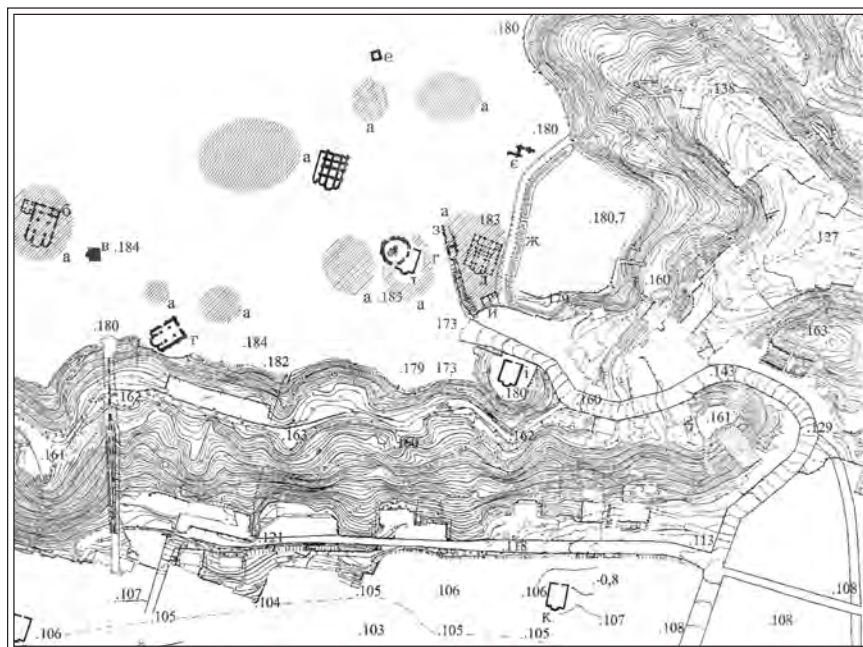 .180
е
.138
а
а
.180
є
а
.180,7
183
а
б
з
ж
в .184
г
д
.127
а
.185
а
а
.160
а
а
и
173
.180
.184
г
.163
.182
.179
173
і
180
.143
.162
160
.161
.129
.163
.160
.162
.161
.121
118
.113
-0,8
.107
.105
106
.106
.108
.104
.105
.107
к
.108
.106
.103
.105
.105
.108